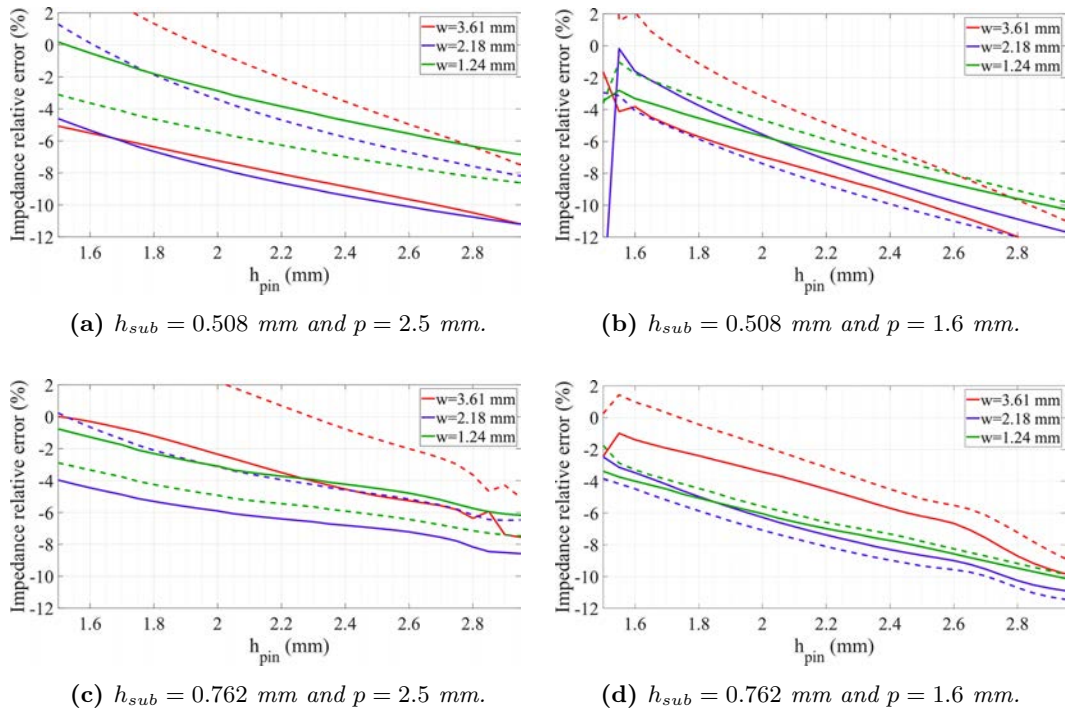 Impedance relative error (%)
2
0
-2
-4
-6
-8
-10
-12
1.6 1.8 2 2.2 2.4 2.6 2.8
h_pin (mm)
w=3.61 mm
w=2.18 mm
w=1.24 mm
(a) h_sub = 0.508 mm and p = 2.5 mm.
Impedance relative error (%)
2
0
-2
-4
-6
-8
-10
-12
1.6 1.8 2 2.2 2.4 2.6 2.8
h_pin (mm)
w=3.61 mm
w=2.18 mm
w=1.24 mm
(b) h_sub = 0.508 mm and p = 1.6 mm.
Impedance relative error (%)
2
0
-2
-4
-6
-8
-10
-12
1.6 1.8 2 2.2 2.4 2.6 2.8
h_pin (mm)
w=3.61 mm
w=2.18 mm
w=1.24 mm
(c) h_sub = 0.762 mm and p = 2.5 mm.
Impedance relative error (%)
2
0
-2
-4
-6
-8
-10
-12
1.6 1.8 2 2.2 2.4 2.6 2.8
h_pin (mm)
w=3.61 mm
w=2.18 mm
w=1.24 mm
(d) h_sub = 0.762 mm and p = 1.6 mm.